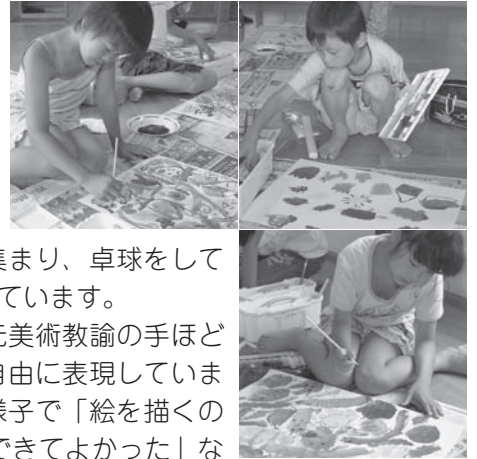 集まり、卓球をして
ています。
元美術教諭の手ほど
自由に表現していま
様子で「絵を描くの
できてよかった」な